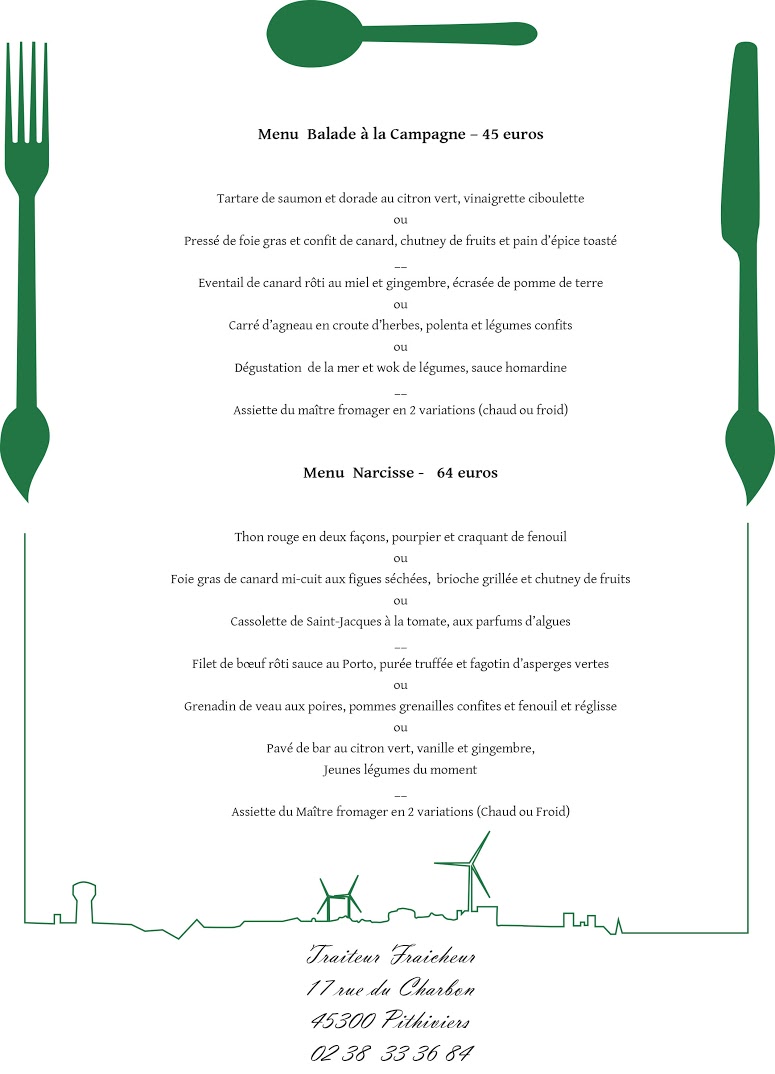 Menu Balade à la Campagne – 45 euros
Tartare de saumon et dorade au citron vert, vinaigrette ciboulette
ou
Pressé de foie gras et confit de canard, chutney de fruits et pain d’épice toasté
__
Eventail de canard rôti au miel et gingembre, écrasée de pomme de terre
ou
Carré d’agneau en croute d’herbes, polenta et légumes confits
ou
Dégustation de la mer et wok de légumes, sauce homardine
__
Assiette du maître fromager en 2 variations (chaud ou froid)
Menu Narcisse - 64 euros
Thon rouge en deux façons, pourpier et craquant de fenouil
ou
Foie gras de canard mi-cuit aux figues séchées, brioche grillée et chutney de fruits
ou
Cassolette de Saint-Jacques à la tomate, aux parfums d’algues
__
Filet de bœuf rôti sauce au Porto, purée truffée et fagotin d’asperges vertes
ou
Grenadin de veau aux poires, pommes grenailles confites et fenouil et réglisse
ou
Pavé de bar au citron vert, vanille et gingembre,
Jeunes légumes du moment
__
Assiette du Maître fromager en 2 variations (Chaud ou Froid)
Traiteur Fraicheur
17 rue du Charbon
45300 Pithiviers
02 38 33 36 84